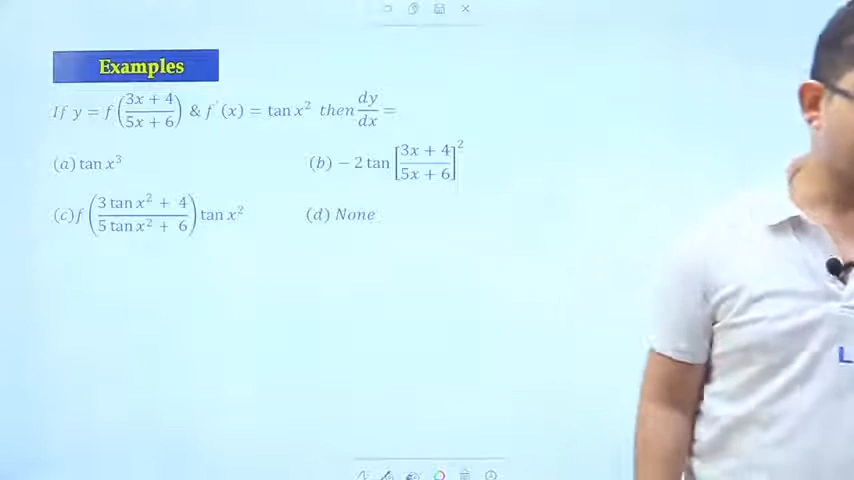 Examples
If y = f(3x + 4 / 5x + 6) & f'(x) = tan x² then dy/dx =
(a) tan x³ (b) − 2 tan [3x + 4 / 5x + 6]²
(c) f(3 tan x² + 4 / 5 tan x² + 6) tan x² (d) None
L